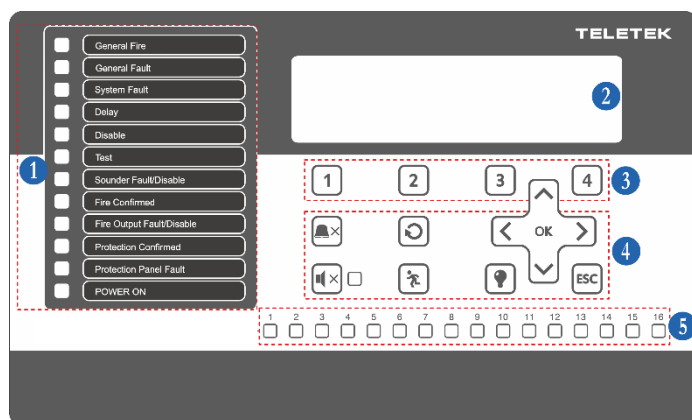 TELETEK
General Fire
General Fault
System Fault
Delay
Disable
Test
Sounder Fault/Disable
Fire Confirmed
Fire Output Fault/Disable
Protection Confirmed
Protection Panel Fault
POWER ON
1
2
1 2 3 4
3
OK
4
ESC
1 2 3 4 5 6 7 8 9 10 11 12 13 14 15 16
5